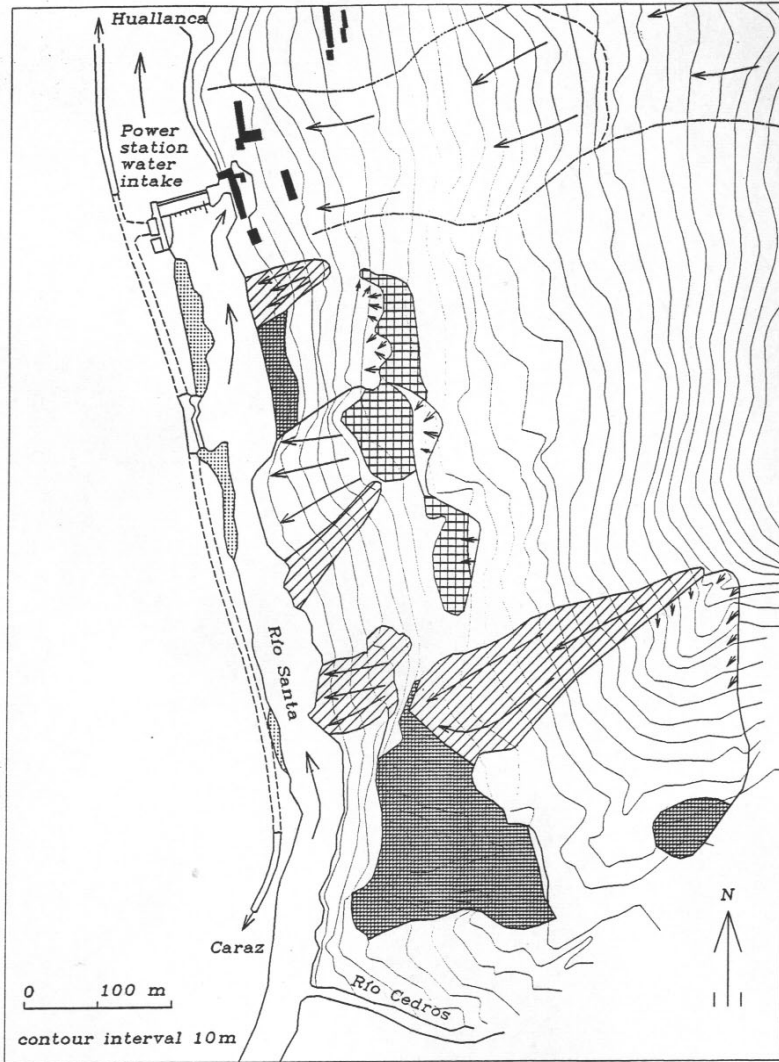 Huallanca
Power
station
water
intake
Río Santa
N
Caraz
0 100 m
Río Cedros
contour interval 10m